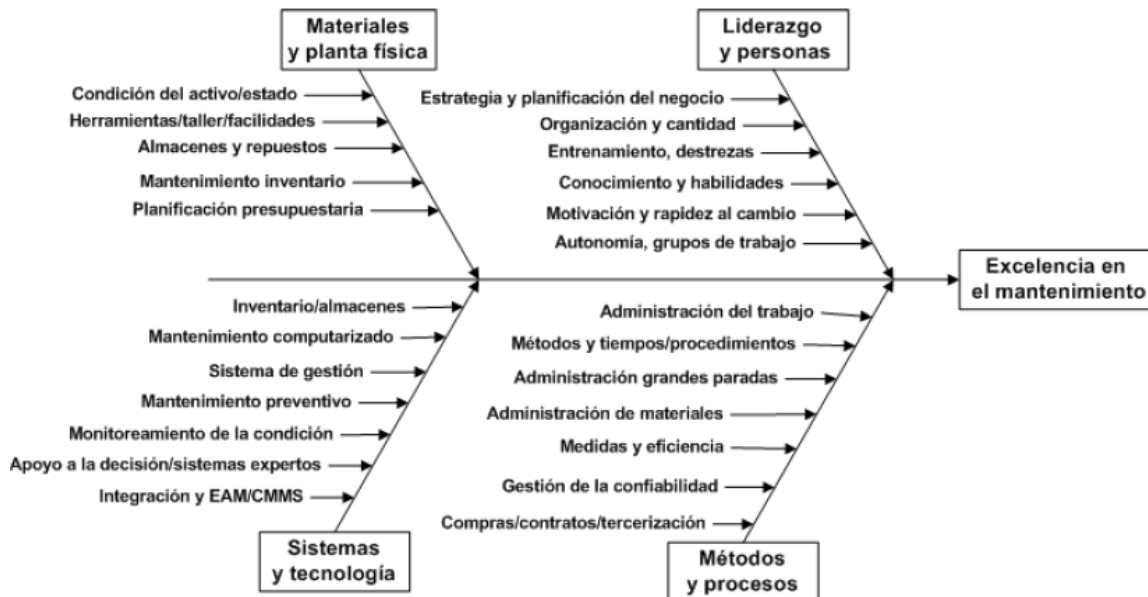 Materiales
y planta física
Condición del activo/estado
Herramientas/taller/facilidades
Almacenes y repuestos
Mantenimiento inventario
Planificación presupuestaria
Liderazgo
y personas
Estrategia y planificación del negocio
Organización y cantidad
Entrenamiento, destrezas
Conocimiento y habilidades
Motivación y rapidez al cambio
Autonomía, grupos de trabajo
Excelencia en
el mantenimiento
Inventario/almacenes
Mantenimiento computarizado
Sistema de gestión
Mantenimiento preventivo
Monitoreamiento de la condición
Apoyo a la decisión/sistemas expertos
Integración y EAM/CMMS
Sistemas
y tecnología
Administración del trabajo
Métodos y tiempos/procedimientos
Administración grandes paradas
Administración de materiales
Medidas y eficiencia
Gestión de la confiabilidad
Compras/contratos/tercerización
Métodos
y procesos